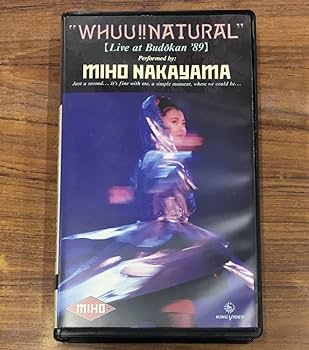 "WHUU!!NATURAL"
【Live at Budōkan '89】
Performed by:
MIHO NAKAYAMA
Just a second... it's fine with me, a simple moment, where we could be...
MIHO
KING VIDEO